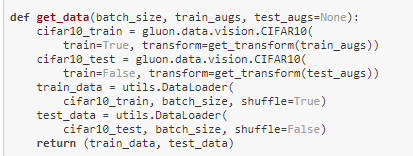 def get_data(batch_size, train_augs, test_augs=None):
    cifar10_train = gluon.data.vision.CIFAR10(
        train=True, transform=get_transform(train_augs))
    cifar10_test = gluon.data.vision.CIFAR10(
        train=False, transform=get_transform(test_augs))
    train_data = utils.DataLoader(
        cifar10_train, batch_size, shuffle=True)
    test_data = utils.DataLoader(
        cifar10_test, batch_size, shuffle=False)
    return (train_data, test_data)